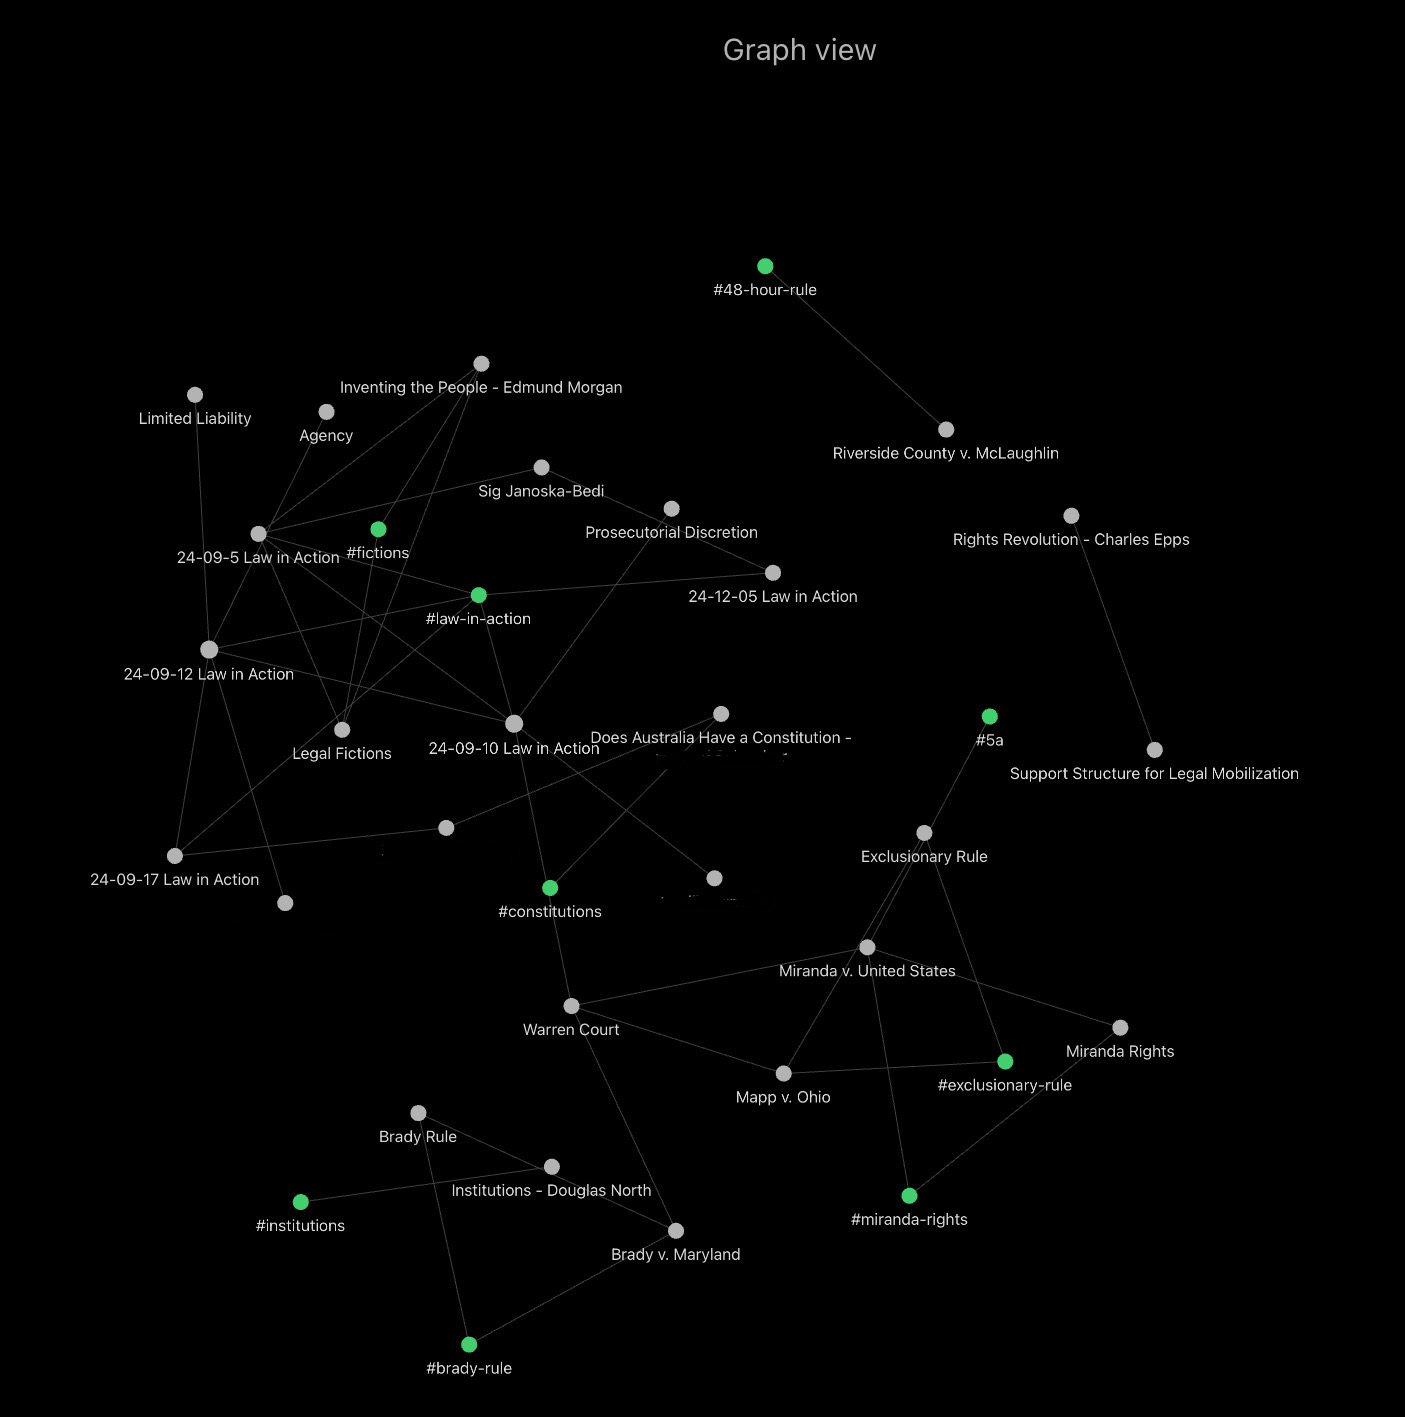 Graph view
#48-hour-rule
Inventing the People - Edmund Morgan
Limited Liability
Agency
Riverside County v. McLaughlin
Sig Janoska-Bedi
Prosecutorial Discretion
Rights Revolution - Charles Epps
24-09-5 Law in Action
#fictions
24-12-05 Law in Action
#law-in-action
24-09-12 Law in Action
Does Australia Have a Constitution -
#5a
24-09-10 Law in Action
Legal Fictions
Support Structure for Legal Mobilization
Exclusionary Rule
24-09-17 Law in Action
#constitutions
Miranda v. United States
Warren Court
Miranda Rights
#exclusionary-rule
Mapp v. Ohio
Brady Rule
Institutions - Douglas North
#miranda-rights
#institutions
Brady v. Maryland
#brady-rule